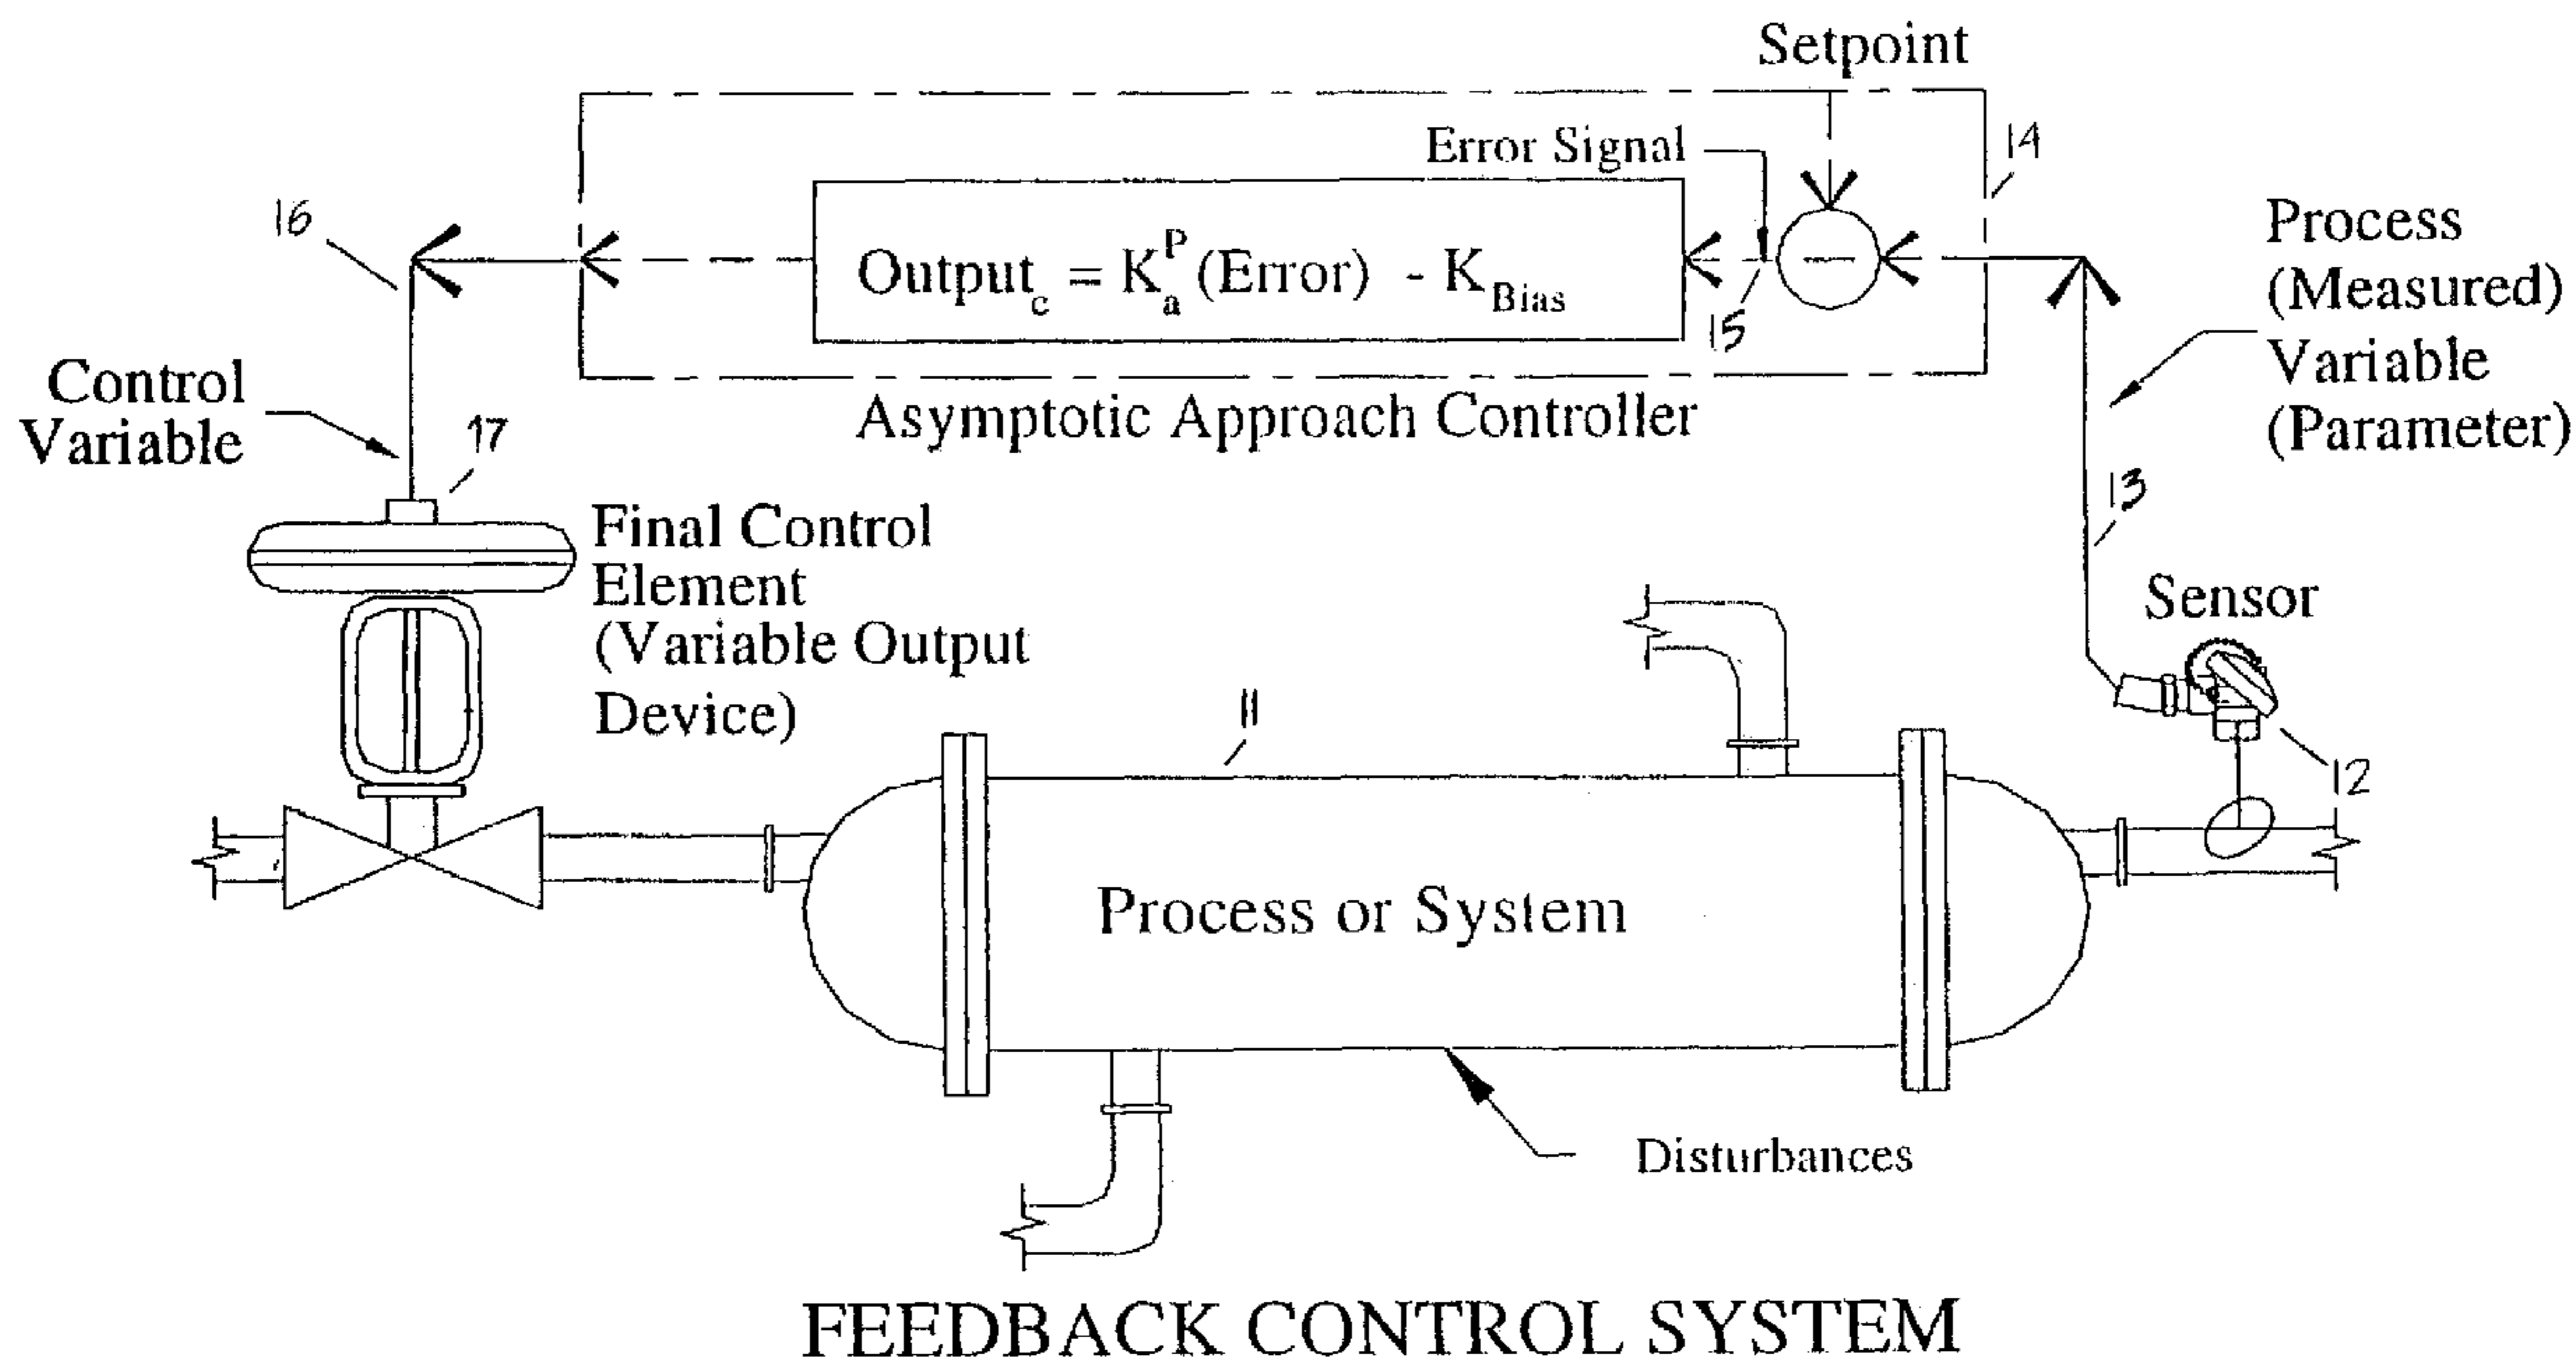 Setpoint
Error Signal
14
16
Output_c = K_a^P (Error) - K_Bias
15
Process
(Measured)
Variable
(Parameter)
Control
Variable
Asymptotic Approach Controller
17
13
Final Control
Element
(Variable Output
Device)
Sensor
11
12
Process or System
Disturbances
FEEDBACK CONTROL SYSTEM